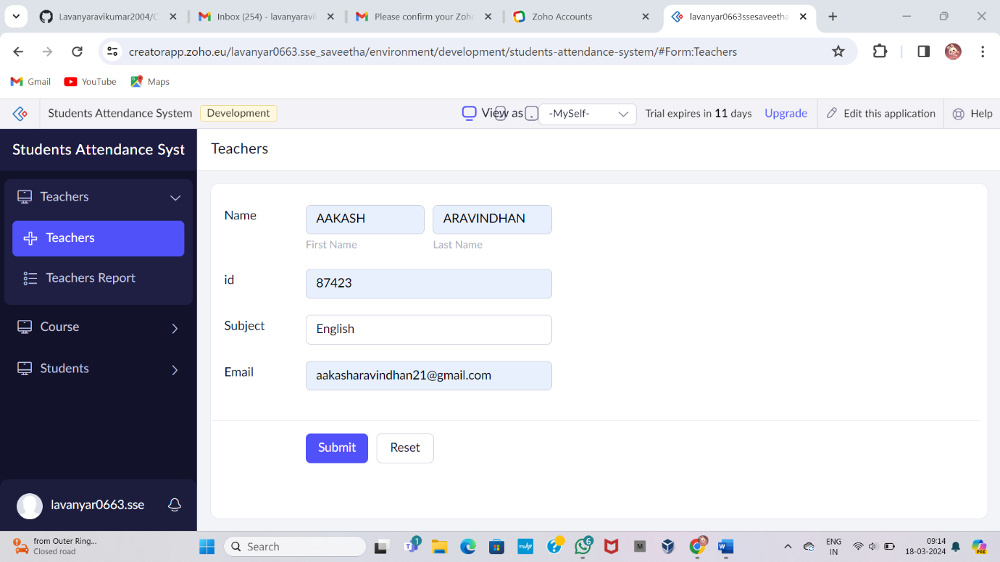 Lavanyaravikumar2004/C
Inbox (254) - lavanyaravi
Please confirm your Zoho
Zoho Accounts
lavanyar0663ssesaveetha
creatorapp.zoho.eu/lavanyar0663.sse_saveetha/environment/development/students-attendance-system/#Form:Teachers
Gmail
YouTube
Maps
Students Attendance System
Development
View as
-MySelf-
Trial expires in 11 days
Upgrade
Edit this application
Help
Students Attendance Syst
Teachers
Teachers
Teachers
Teachers Report
Course
Students
lavanyar0663.sse
Name
AAKASH
ARAVINDHAN
First Name
Last Name
id
87423
Subject
English
Email
aakasharavindhan21@gmail.com
Submit
Reset
from Outer Ring...
Closed road
Search
1
6
M
ENG
IN
09:14
18-03-2024
PRE